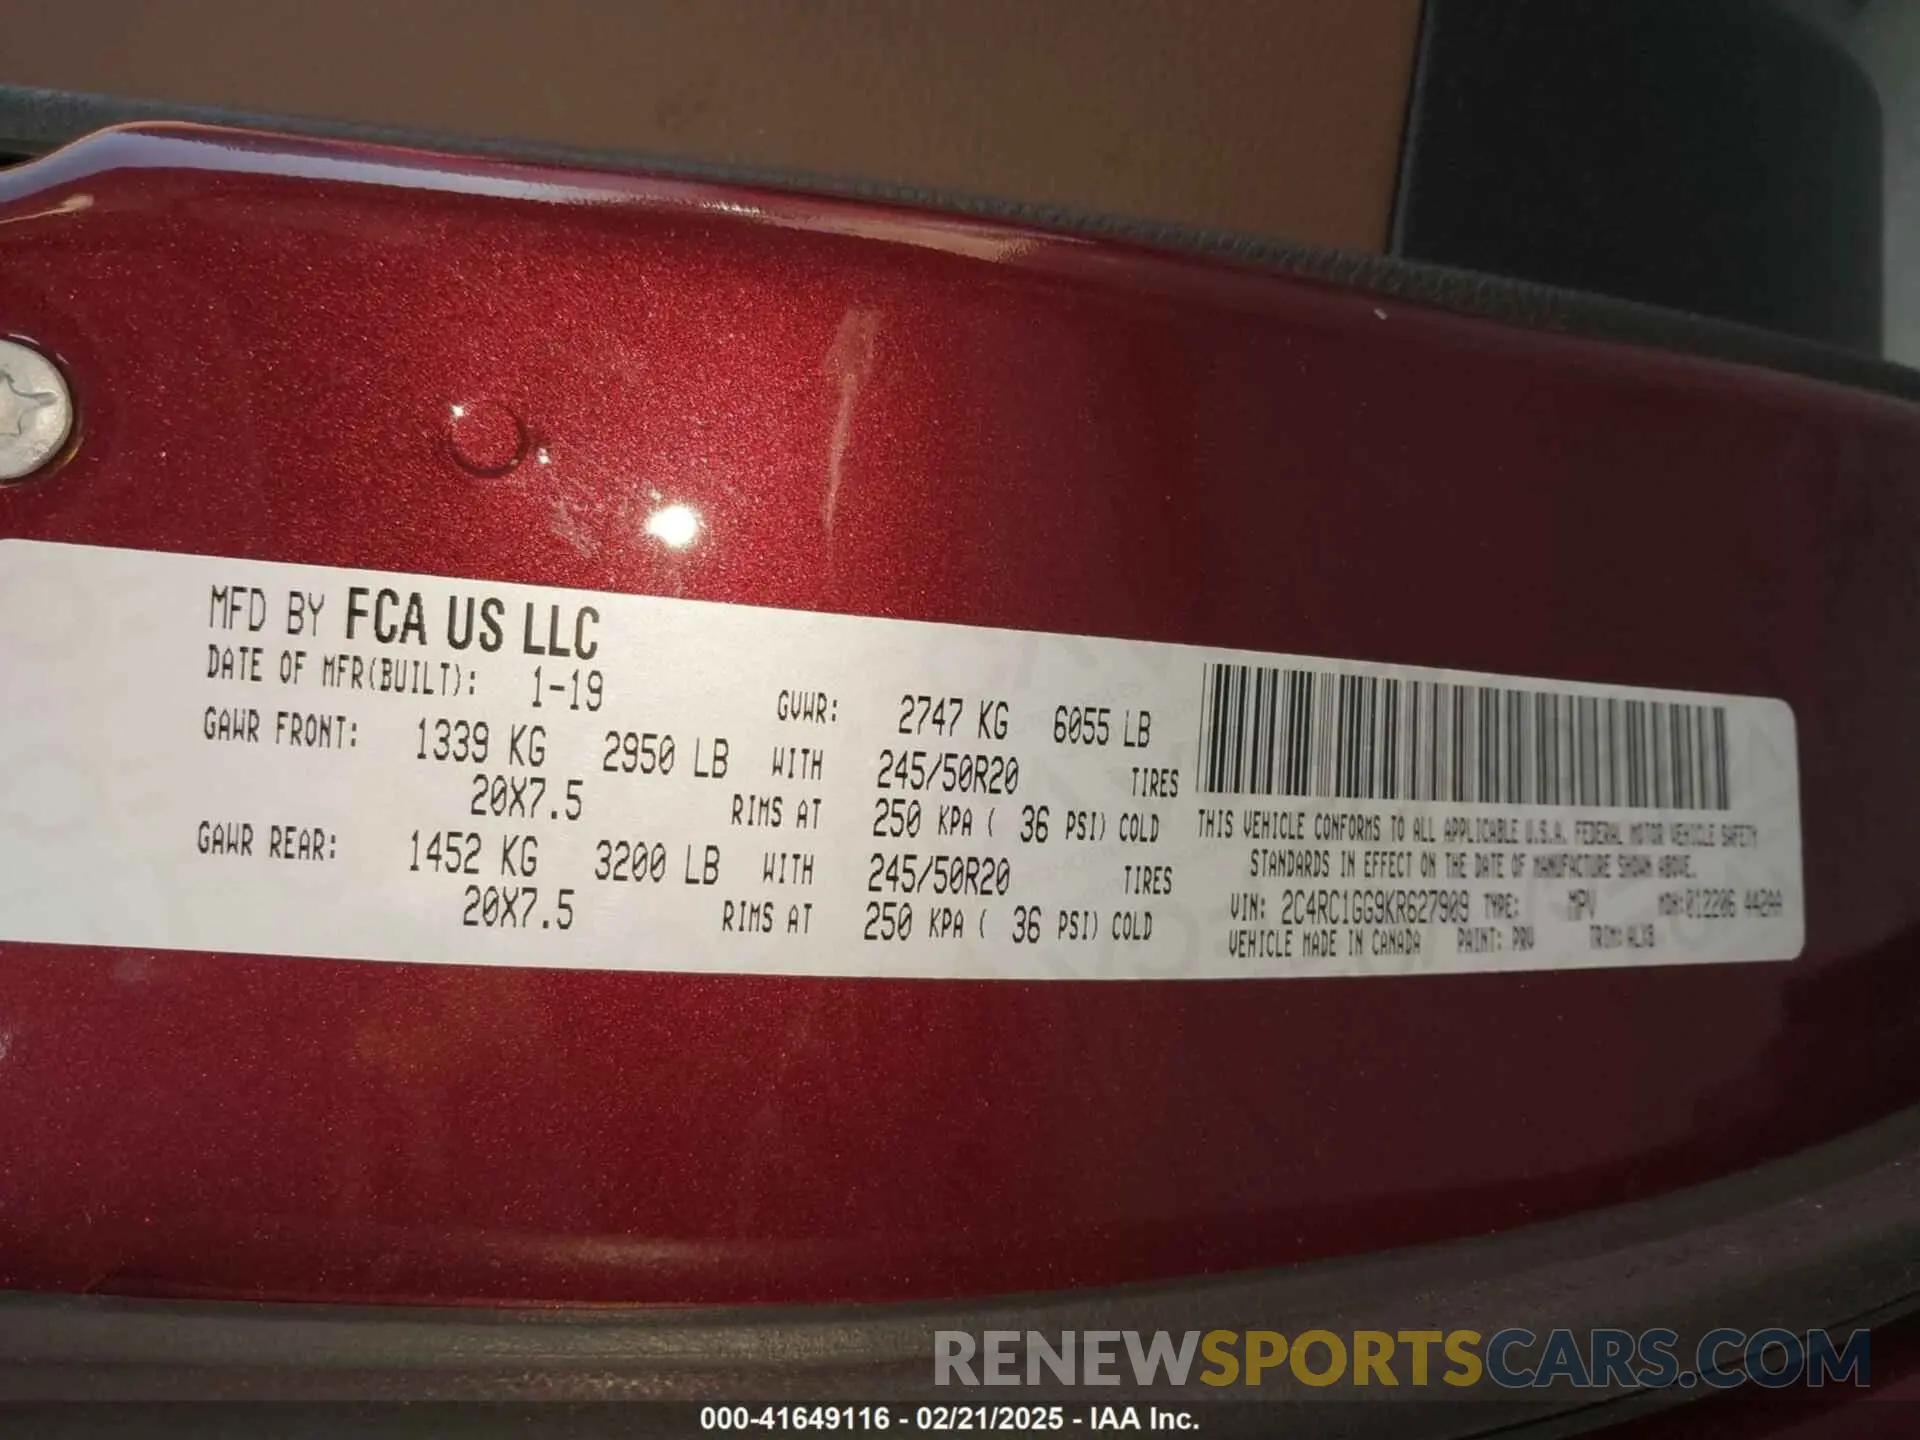 MFD BY FCA US LLC
DATE OF MFR(BUILT): 1-19 GVWR: 2747 KG 6055 LB
GAWR FRONT: 1339 KG 2950 LB WITH 245/50R20 TIRES
20X7.5 RIMS AT 250 KPA ( 36 PSI) COLD
GAWR REAR: 1452 KG 3200 LB WITH 245/50R20 TIRES
20X7.5 RIMS AT 250 KPA ( 36 PSI) COLD
THIS VEHICLE CONFORMS TO ALL APPLICABLE U.S.A. FEDERAL MOTOR VEHICLE SAFETY
STANDARDS IN EFFECT ON THE DATE OF MANUFACTURE SHOWN ABOVE.
VIN: 2C4RC1GG9KR627909 TYPE: MPV MDH: 012206 442AA
VEHICLE MADE IN CANADA PAINT: PRV TRIM:
RENEWSPORTSCARS.COM
000-41649116 - 02/21/2025 - IAA Inc.